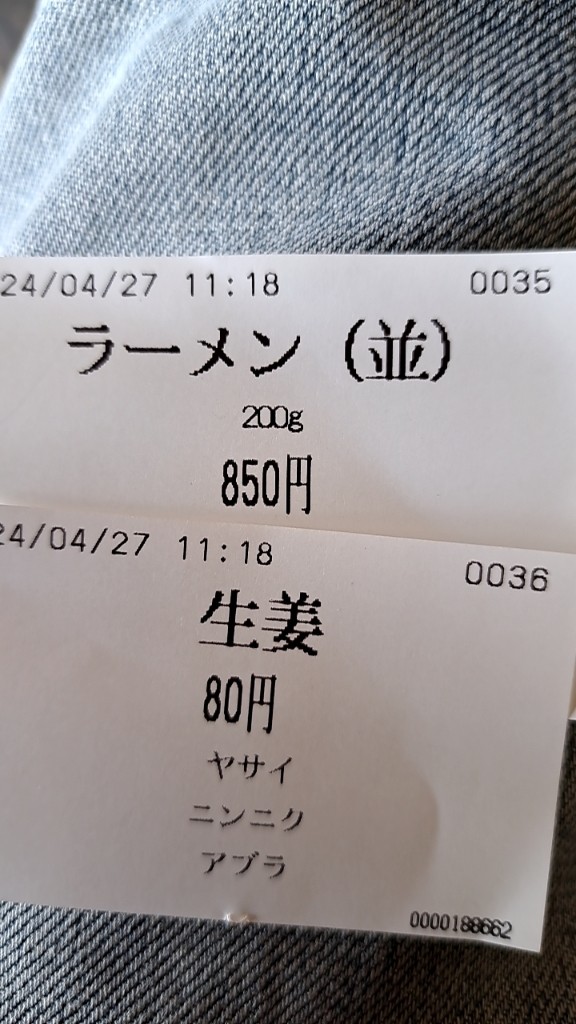 24/04/27 11:18 0035
ラーメン（並）
200g
850円
24/04/27 11:18 0036
生姜
80円
ヤサイ
ニンニク
アブラ
0000188662